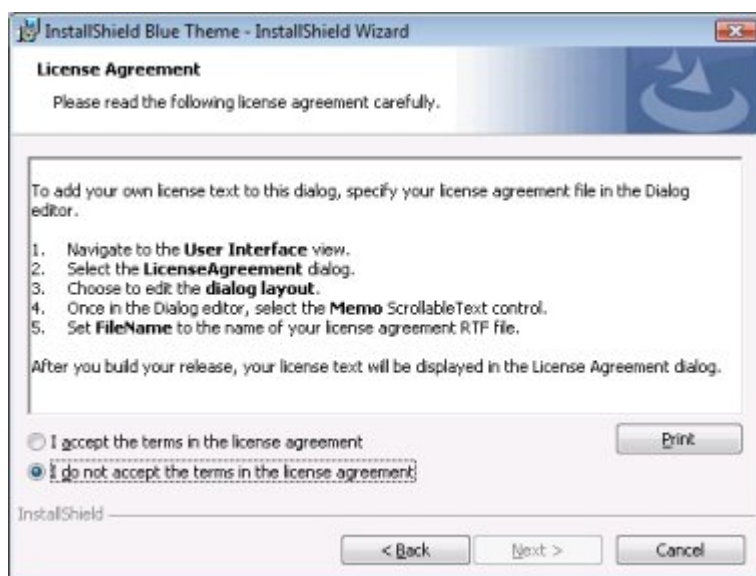 InstallShield Blue Theme - InstallShield Wizard
License Agreement
Please read the following license agreement carefully.
To add your own license text to this dialog, specify your license agreement file in the Dialog
editor.
1. Navigate to the User Interface view.
2. Select the LicenseAgreement dialog.
3. Choose to edit the dialog layout.
4. Once in the Dialog editor, select the Memo ScrollableText control.
5. Set FileName to the name of your license agreement RTF file.
After you build your release, your license text will be displayed in the License Agreement dialog.
I accept the terms in the license agreement
Print
I do not accept the terms in the license agreement
InstallShield
< Back Next > Cancel